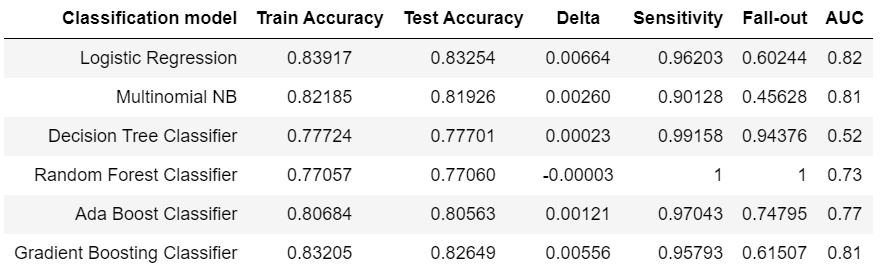 Classification model Train Accuracy Test Accuracy Delta Sensitivity Fall-out AUC
Logistic Regression 0.83917 0.83254 0.00664 0.96203 0.60244 0.82
Multinomial NB 0.82185 0.81926 0.00260 0.90128 0.45628 0.81
Decision Tree Classifier 0.77724 0.77701 0.00023 0.99158 0.94376 0.52
Random Forest Classifier 0.77057 0.77060 -0.00003 1 1 0.73
Ada Boost Classifier 0.80684 0.80563 0.00121 0.97043 0.74795 0.77
Gradient Boosting Classifier 0.83205 0.82649 0.00556 0.95793 0.61507 0.81